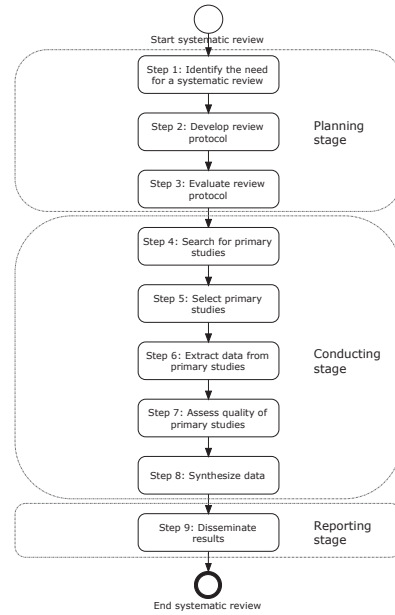 Start systematic review
Step 1: Identify the need
for a systematic review
Step 2: Develop review
protocol
Planning
stage
Step 3: Evaluate review
protocol
Step 4: Search for primary
studies
Step 5: Select primary
studies
Step 6: Extract data from
primary studies
Conducting
stage
Step 7: Assess quality of
primary studies
Step 8: Synthesize data
Step 9: Disseminate
results
Reporting
stage
End systematic review